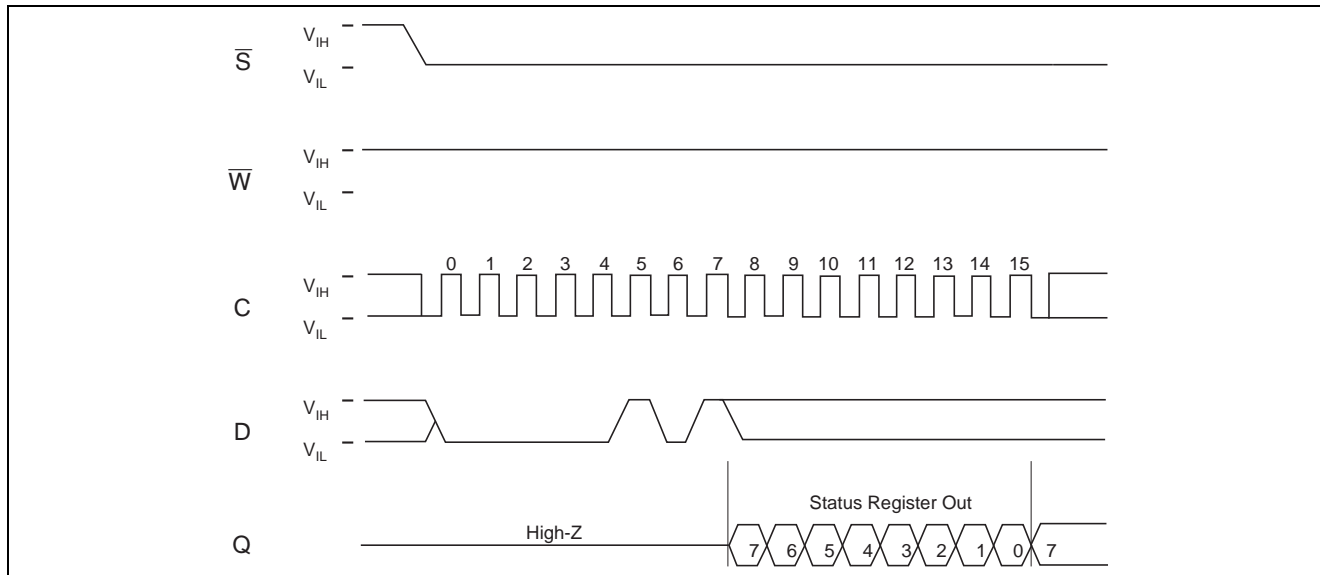 S̅
V_IH
V_IL
W̅
V_IH
V_IL
0 1 2 3 4 5 6 7 8 9 10 11 12 13 14 15
C
V_IH
V_IL
D
V_IH
V_IL
Status Register Out
Q
High-Z
7 6 5 4 3 2 1 0 7